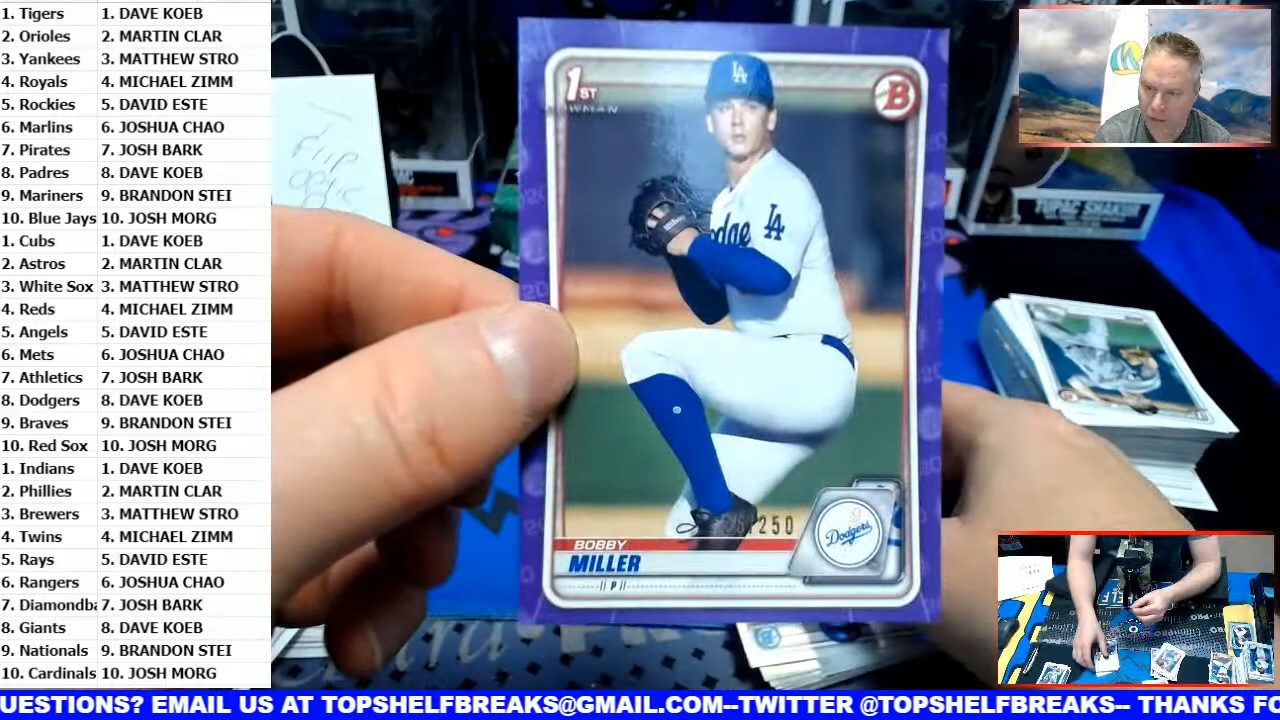 1. Tigers 1. DAVE KOEB
2. Orioles 2. MARTIN CLAR
3. Yankees 3. MATTHEW STRO
4. Royals 4. MICHAEL ZIMM
5. Rockies 5. DAVID ESTE
6. Marlins 6. JOSHUA CHAO
7. Pirates 7. JOSH BARK
8. Padres 8. DAVE KOEB
9. Mariners 9. BRANDON STEI
10. Blue Jays 10. JOSH MORG
1. Cubs 1. DAVE KOEB
2. Astros 2. MARTIN CLAR
3. White Sox 3. MATTHEW STRO
4. Reds 4. MICHAEL ZIMM
5. Angels 5. DAVID ESTE
6. Mets 6. JOSHUA CHAO
7. Athletics 7. JOSH BARK
8. Dodgers 8. DAVE KOEB
9. Braves 9. BRANDON STEI
10. Red Sox 10. JOSH MORG
1. Indians 1. DAVE KOEB
2. Phillies 2. MARTIN CLAR
3. Brewers 3. MATTHEW STRO
4. Twins 4. MICHAEL ZIMM
5. Rays 5. DAVID ESTE
6. Rangers 6. JOSHUA CHAO
7. Diamondba 7. JOSH BARK
8. Giants 8. DAVE KOEB
9. Nationals 9. BRANDON STEI
10. Cardinals 10. JOSH MORG
Flip
1ST
BOWMAN
B
LA
LA
/250
Dodgers
BOBBY
MILLER
P
TUPAC SHAKUR
UESTIONS? EMAIL US AT TOPSHELFBREAKS@GMAIL.COM--TWITTER @TOPSHELFBREAKS-- THANKS FO